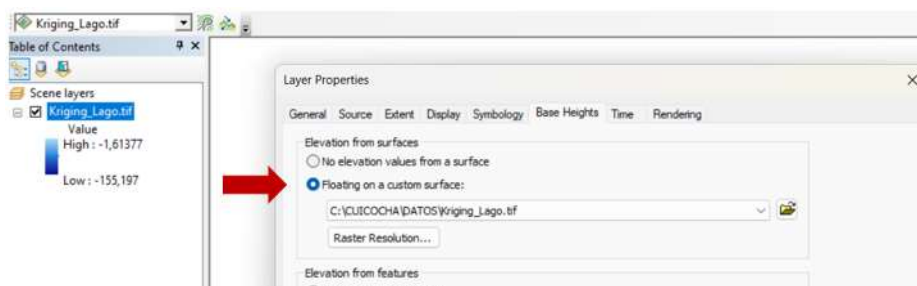 Kriging_Lago.tif
Table of Contents
Scene layers
Kriging_Lago.tif
Value
High : -1,61377
Low : -155,197
Layer Properties
General Source Extent Display Symbology Base Heights Time Rendering
Elevation from surfaces
No elevation values from a surface
Floating on a custom surface:
C:\CUICOCHA\DATOS\Kriging_Lago.tif
Raster Resolution...
Elevation from features